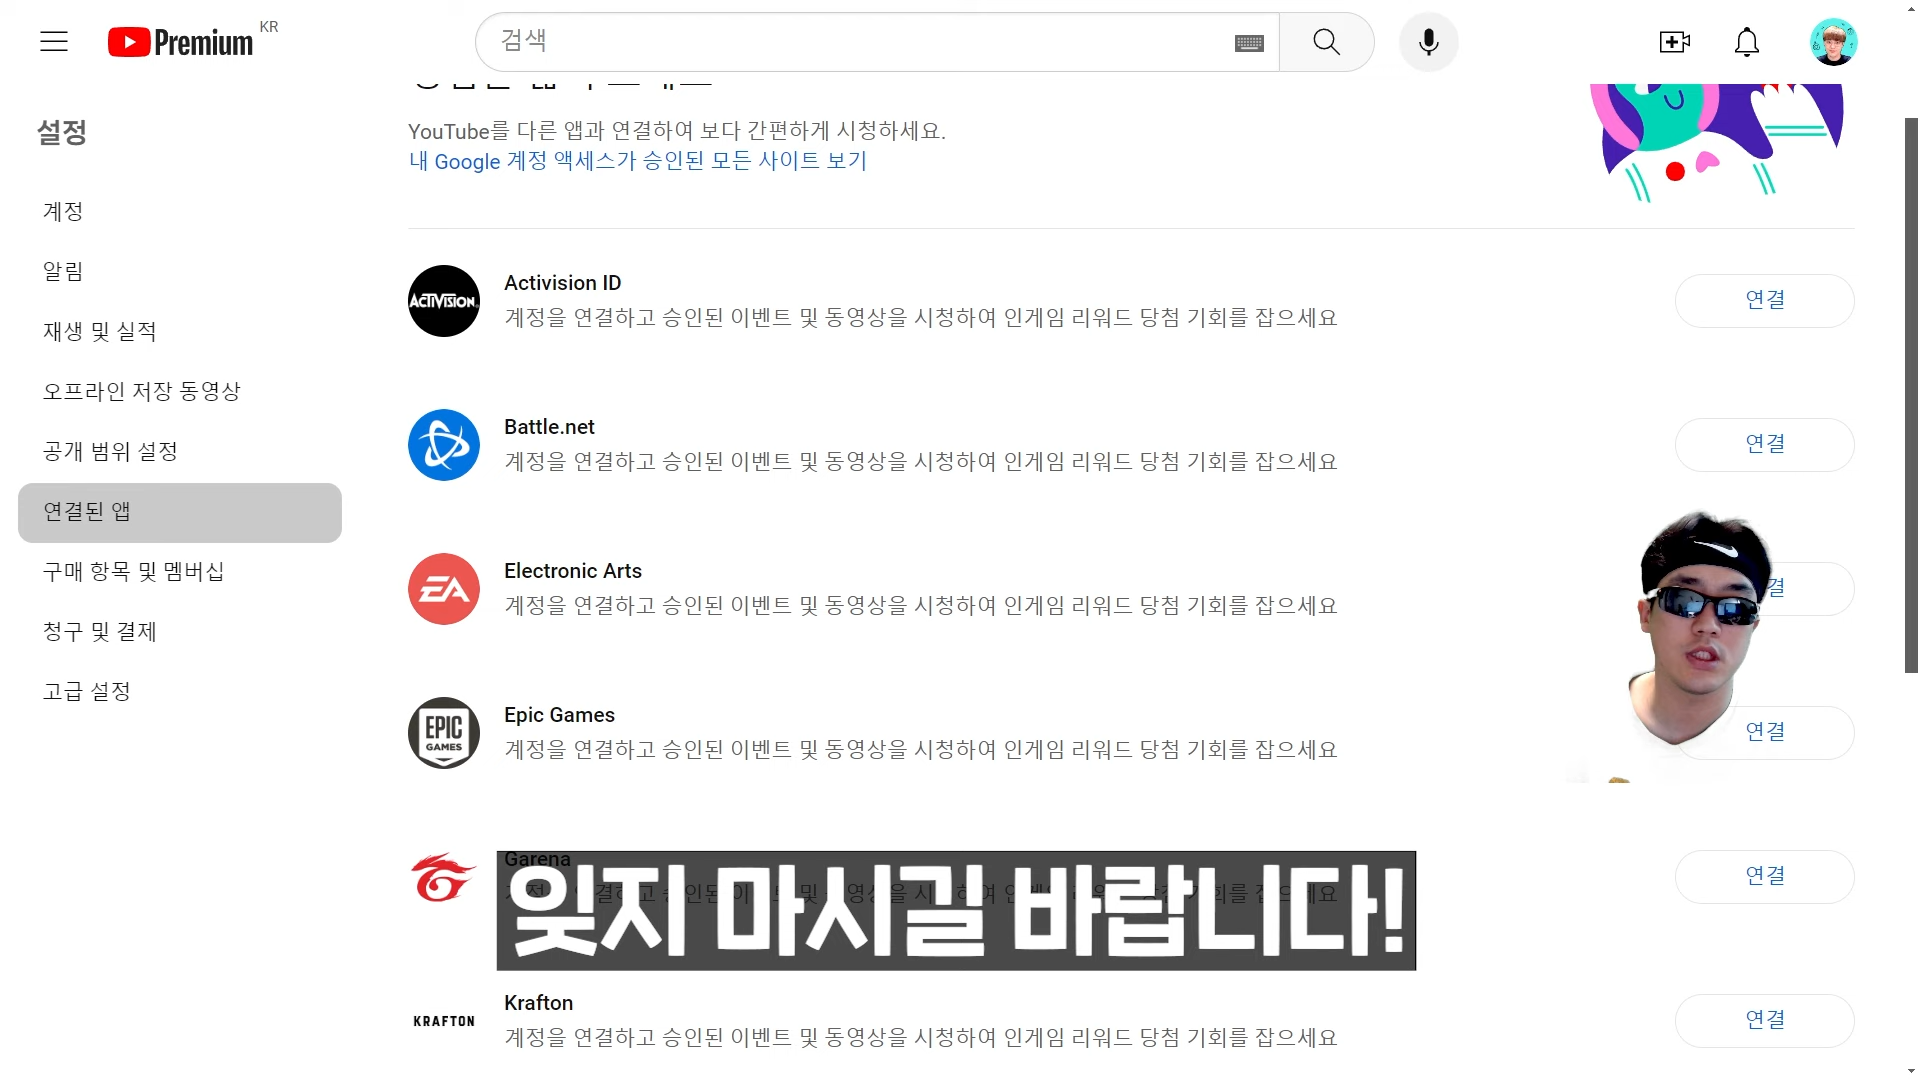 Premium KR
검색
설정
계정
알림
재생 및 실적
오프라인 저장 동영상
공개 범위 설정
연결된 앱
구매 항목 및 멤버십
청구 및 결제
고급 설정
YouTube를 다른 앱과 연결하여 보다 간편하게 시청하세요.
내 Google 계정 액세스가 승인된 모든 사이트 보기
ACTIVISION
Activision ID
계정을 연결하고 승인된 이벤트 및 동영상을 시청하여 인게임 리워드 당첨 기회를 잡으세요
연결
Battle.net
계정을 연결하고 승인된 이벤트 및 동영상을 시청하여 인게임 리워드 당첨 기회를 잡으세요
연결
EA
Electronic Arts
계정을 연결하고 승인된 이벤트 및 동영상을 시청하여 인게임 리워드 당첨 기회를 잡으세요
결
EPIC
GAMES
Epic Games
계정을 연결하고 승인된 이벤트 및 동영상을 시청하여 인게임 리워드 당첨 기회를 잡으세요
연결
Garena
연결
잊지 마시길 바랍니다!
KRAFTON
Krafton
계정을 연결하고 승인된 이벤트 및 동영상을 시청하여 인게임 리워드 당첨 기회를 잡으세요
연결